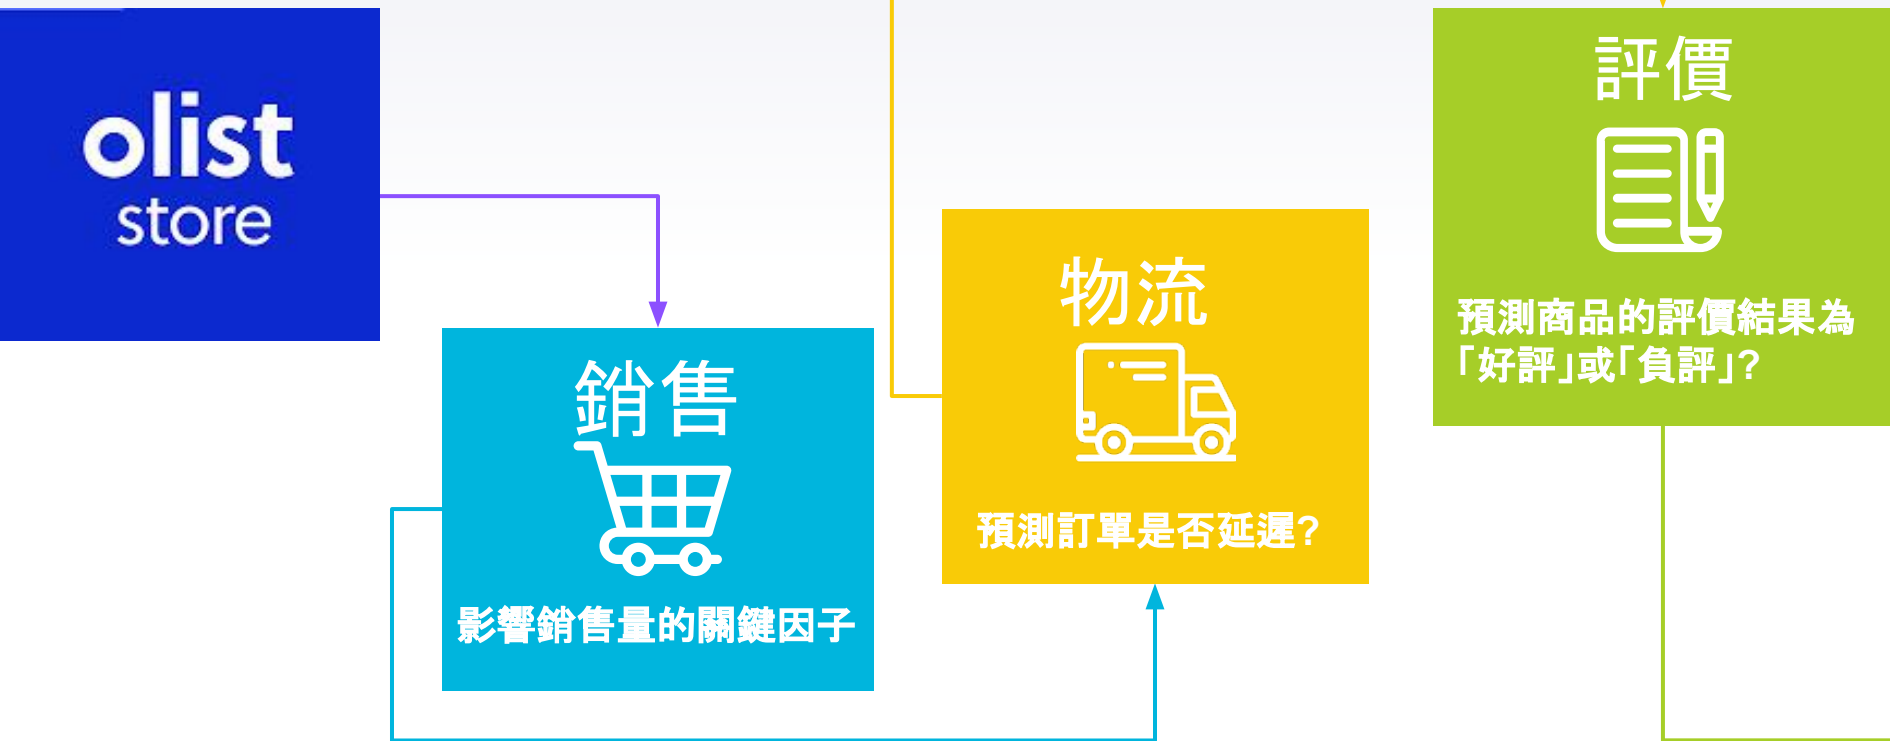 olist
store
銷售
影響銷售量的關鍵因子
物流
預測訂單是否延遲?
評價
預測商品的評價結果為
「好評」或「負評」?